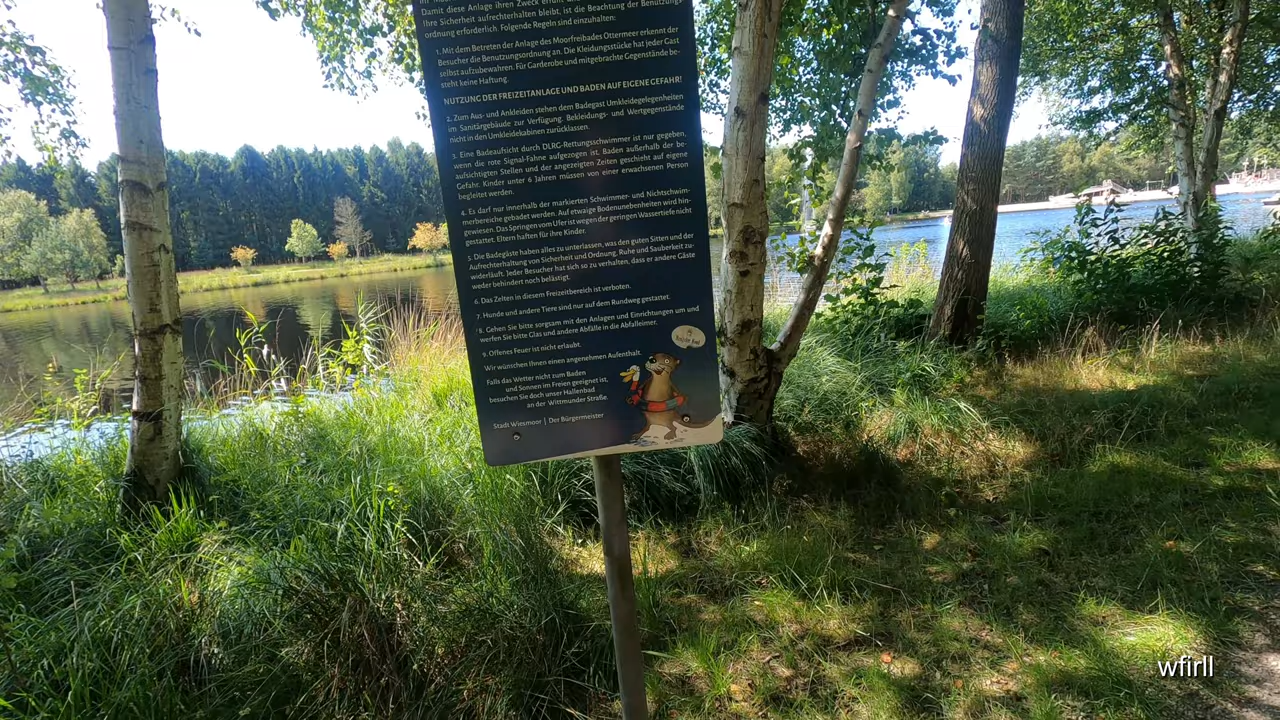 Damit diese Anlage ihren Zweck erfüllt und
Ihre Sicherheit aufrechterhalten bleibt, ist die Beachtung der Benutzungs-
ordnung erforderlich. Folgende Regeln sind einzuhalten:
1. Mit dem Betreten der Anlage des Moorfreibades Ottermeer erkennt der
Besucher die Benutzungsordnung an. Die Kleidungsstücke hat jeder Gast
selbst aufzubewahren. Für Garderobe und mitgebrachte Gegenstände be-
steht keine Haftung.
NUTZUNG DER FREIZEITANLAGE UND BADEN AUF EIGENE GEFAHR!
2. Zum Aus- und Ankleiden stehen dem Badegast Umkleidegelegenheiten
im Sanitärgebäude zur Verfügung. Bekleidungs- und Wertgegenstände
nicht in den Umkleidekabinen zurücklassen.
3. Eine Badeaufsicht durch DLRG-Rettungsschwimmer ist nur gegeben,
wenn die rote Signal-Fahne aufgezogen ist. Baden außerhalb der be-
aufsichtigten Stellen und der angezeigten Zeiten geschieht auf eigene
Gefahr. Kinder unter 6 Jahren müssen von einer erwachsenen Person
begleitet werden.
4. Es darf nur innerhalb der markierten Schwimmer- und Nichtschwim-
merbereiche gebadet werden. Auf etwaige Bodenunebenheiten wird hin-
gewiesen. Das Springen vom Ufer ist wegen der geringen Wassertiefe nicht
gestattet. Eltern haften für ihre Kinder.
5. Die Badegäste haben alles zu unterlassen, was den guten Sitten und der
Aufrechterhaltung von Sicherheit und Ordnung, Ruhe und Sauberkeit zu-
widerläuft. Jeder Besucher hat sich so zu verhalten, dass er andere Gäste
weder behindert noch belästigt.
6. Das Zelten in diesem Freizeitbereich ist verboten.
7. Hunde und andere Tiere sind nur auf dem Rundweg gestattet.
8. Gehen Sie bitte sorgsam mit den Anlagen und Einrichtungen um und
werfen Sie bitte Glas und andere Abfälle in die Abfalleimer.
9. Offenes Feuer ist nicht erlaubt.
Wir wünschen Ihnen einen angenehmen Aufenthalt.
Falls das Wetter nicht zum Baden
und Sonnen im Freien geeignet ist,
besuchen Sie doch unser Hallenbad
an der Wittmunder Straße.
Stadt Wiesmoor | Der Bürgermeister
wfirll